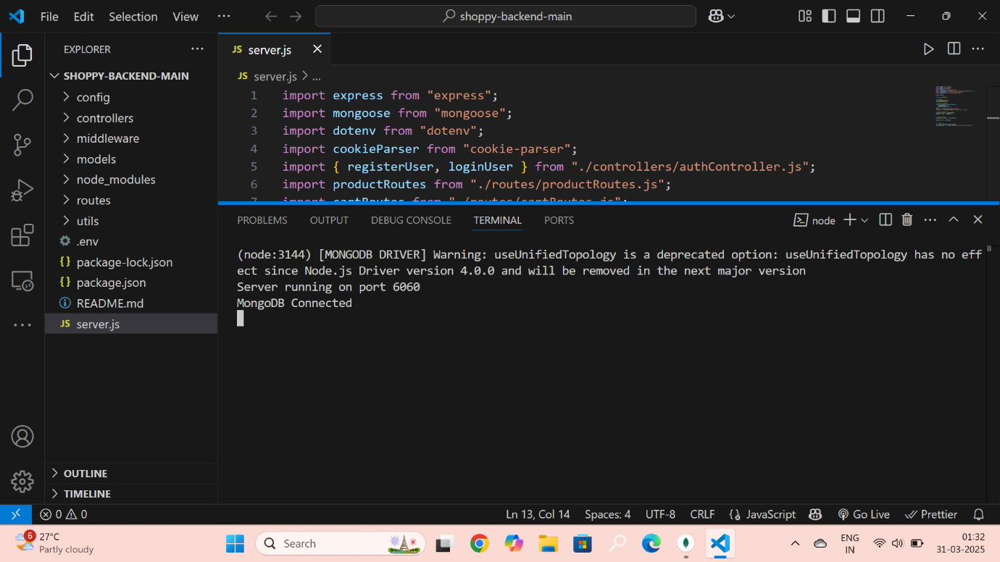 File Edit Selection View ... shoppy-backend-main
EXPLORER ...
SHOPPY-BACKEND-MAIN
config
controllers
middleware
models
node_modules
routes
utils
.env
{} package-lock.json
{} package.json
README.md
JS server.js
OUTLINE
TIMELINE
JS server.js
JS server.js > ...
1 import express from "express";
2 import mongoose from "mongoose";
3 import dotenv from "dotenv";
4 import cookieParser from "cookie-parser";
5 import { registerUser, loginUser } from "./controllers/authController.js";
6 import productRoutes from "./routes/productRoutes.js";
7 import cartRoutes from "./routes/cartRoutes.js";
PROBLEMS OUTPUT DEBUG CONSOLE TERMINAL PORTS node
(node:3144) [MONGODB DRIVER] Warning: useUnifiedTopology is a deprecated option: useUnifiedTopology has no eff
ect since Node.js Driver version 4.0.0 and will be removed in the next major version
Server running on port 6060
MongoDB Connected
0 0 Ln 13, Col 14 Spaces: 4 UTF-8 CRLF {} JavaScript Go Live Prettier
6 27°C
Partly cloudy
Search
ENG
IN
01:32
31-03-2025